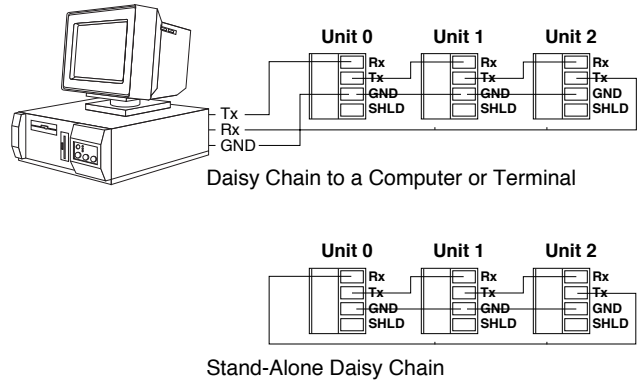 Unit 0 Unit 1 Unit 2
Rx Rx Rx
Tx Tx Tx
GND GND GND
SHLD SHLD SHLD
Tx
Rx
GND
Daisy Chain to a Computer or Terminal
Unit 0 Unit 1 Unit 2
Rx Rx Rx
Tx Tx Tx
GND GND GND
SHLD SHLD SHLD
Stand-Alone Daisy Chain